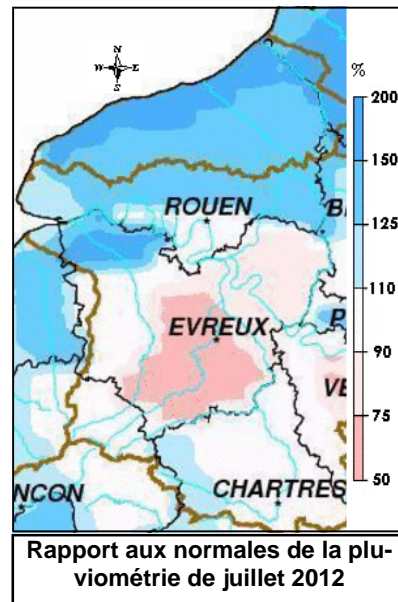 N
W E
S
%
200
150
125
110
90
75
50
ROUEN
B
EVREUX
P
VE
NCON
CHARTRES
Rapport aux normales de la plu-
viométrie de juillet 2012